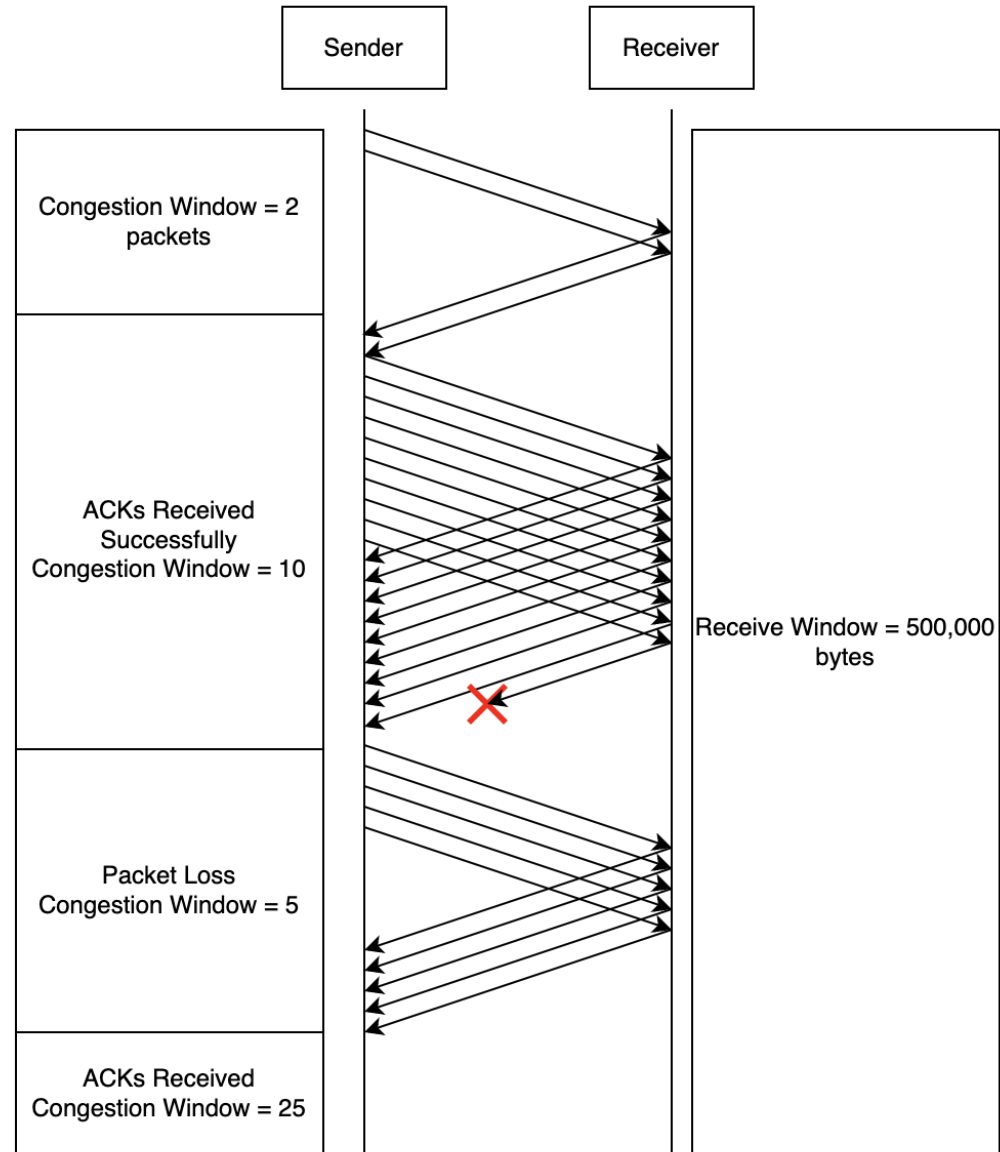 Sender
Receiver
Congestion Window = 2
packets
ACKs Received
Successfully
Congestion Window = 10
Receive Window = 500,000
bytes
Packet Loss
Congestion Window = 5
ACKs Received
Congestion Window = 25